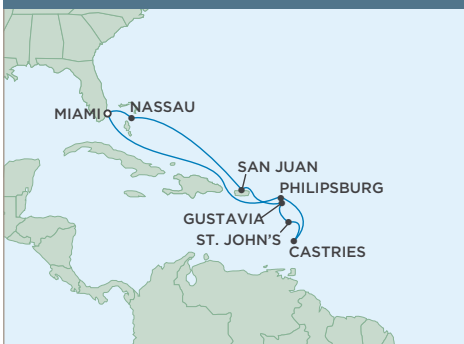 MIAMI
NASSAU
SAN JUAN
PHILIPSBURG
GUSTAVIA
ST. JOHN'S
CASTRIES